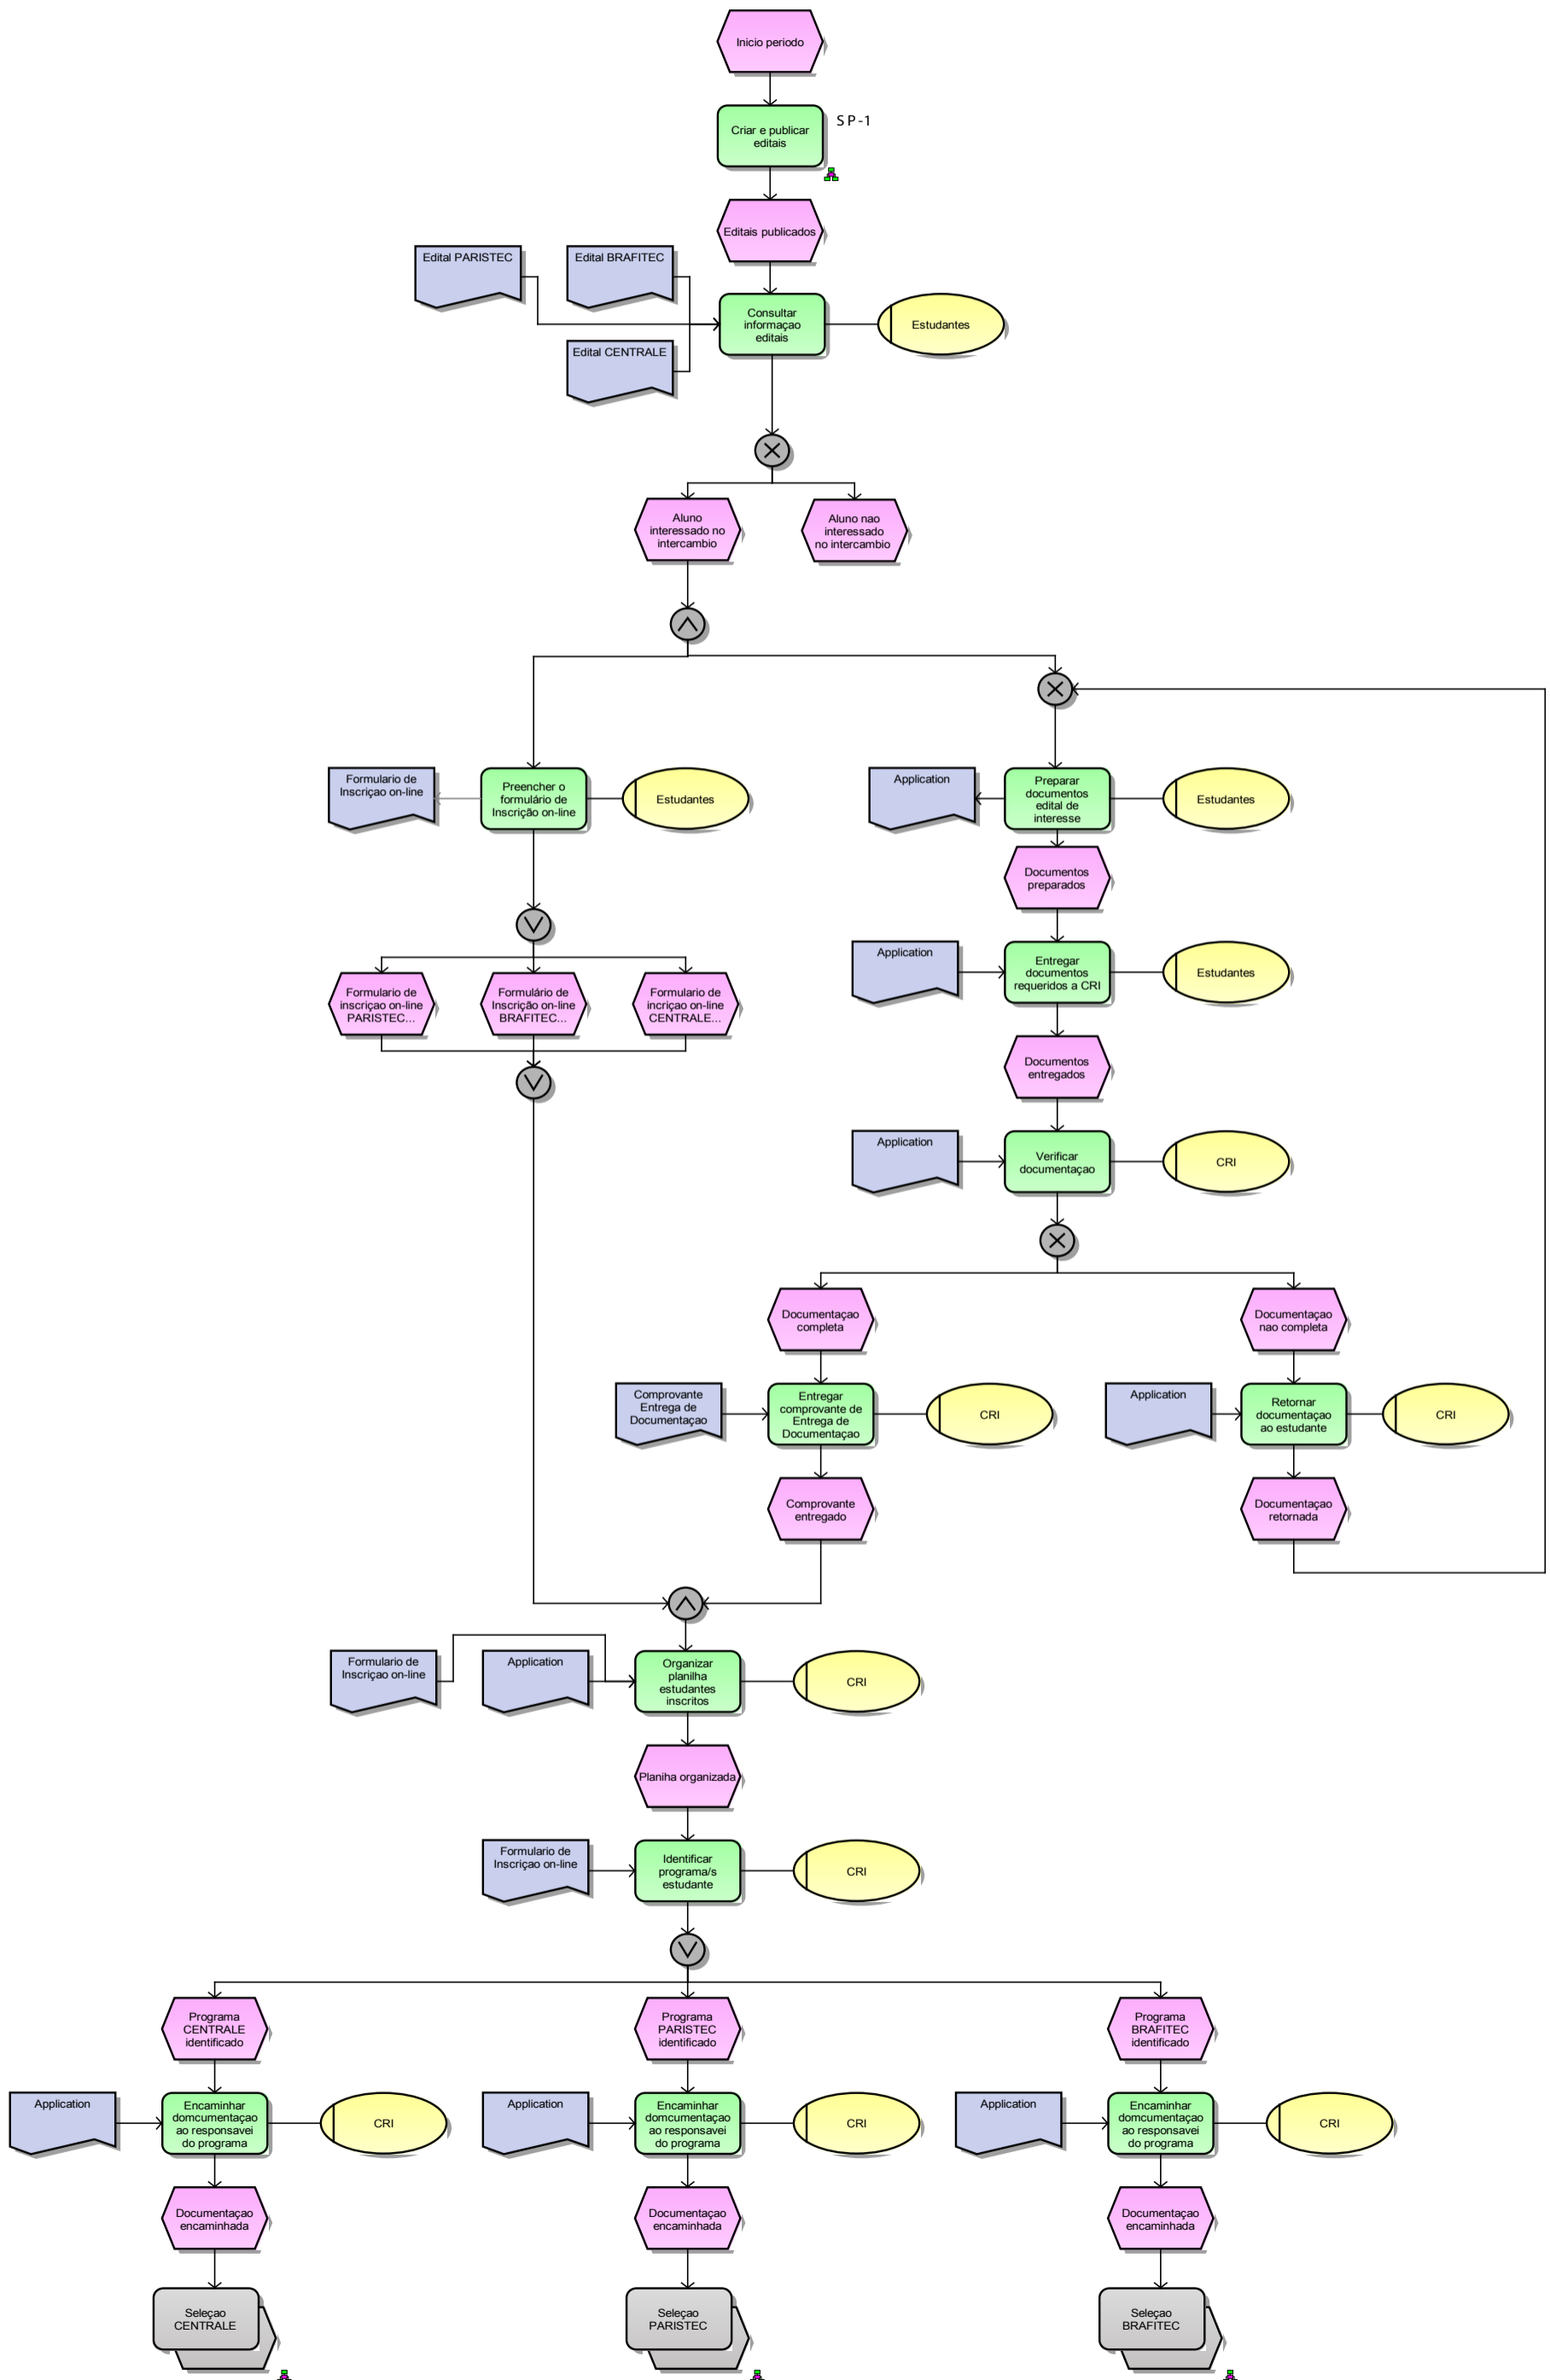 Inicio periodo
Criar e publicar
editais
S P -1
Editais publicados
Edital PARISTEC
Edital BRAFITEC
Consultar
informaçao
editais
Estudantes
Edital CENTRALE
Aluno
interessado no
intercambio
Aluno nao
interessado
no intercambio
Formulario de
Inscriçao on-line
Preencher o
formulário de
Inscrição on-line
Estudantes
Application
Preparar
documentos
edital de
interesse
Estudantes
Documentos
preparados
Application
Entregar
documentos
requeridos a CRI
Estudantes
Formulario de
inscriçao on-line
PARISTEC...
Formulário de
Inscrição on-line
BRAFITEC...
Formulario de
incriçao on-line
CENTRALE...
Documentos
entregados
Application
Verificar
documentaçao
CRI
Documentaçao
completa
Documentaçao
nao completa
Comprovante
Entrega de
Documentaçao
Entregar
comprovante de
Entrega de
Documentaçao
CRI
Application
Retornar
documentaçao
ao estudante
CRI
Comprovante
entregado
Documentaçao
retornada
Formulario de
Inscriçao on-line
Application
Organizar
planilha
estudantes
inscritos
CRI
Planiha organizada
Formulario de
Inscriçao on-line
Identificar
programa/s
estudante
CRI
Programa
CENTRALE
identificado
Programa
PARISTEC
identificado
Programa
BRAFITEC
identificado
Application
Encaminhar
domcumentaçao
ao responsavei
do programa
CRI
Application
Encaminhar
domcumentaçao
ao responsavei
do programa
CRI
Application
Encaminhar
domcumentaçao
ao responsavei
do programa
CRI
Documentaçao
encaminhada
Documentaçao
encaminhada
Documentaçao
encaminhada
Seleçao
CENTRALE
Seleçao
PARISTEC
Seleçao
BRAFITEC